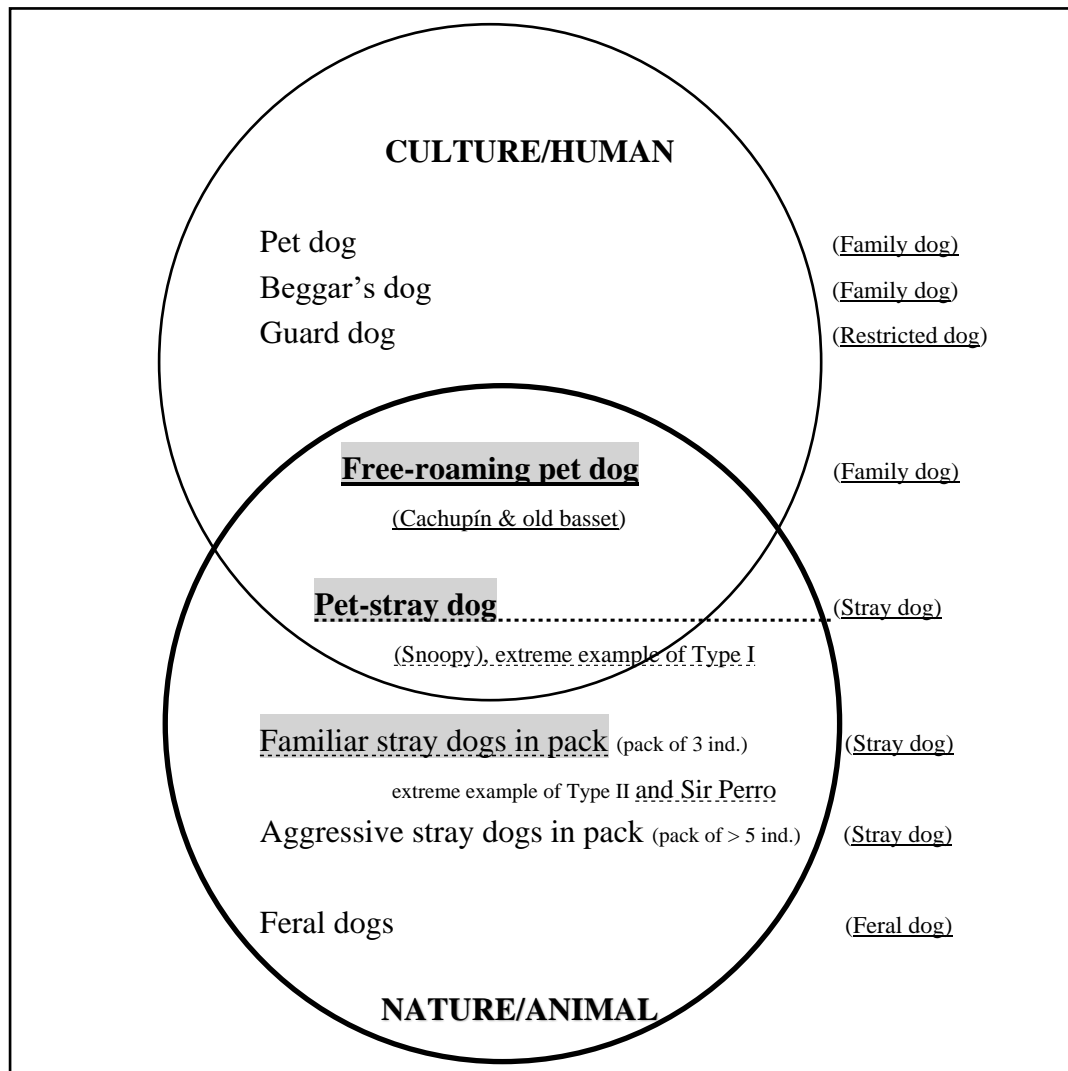 CULTURE/HUMAN
Pet dog (Family dog)
Beggar’s dog (Family dog)
Guard dog (Restricted dog)
Free-roaming pet dog (Family dog)
(Cachupín & old basset)
Pet-stray dog (Stray dog)
(Snoopy), extreme example of Type I
Familiar stray dogs in pack (pack of 3 ind.) (Stray dog)
extreme example of Type II and Sir Perro
Aggressive stray dogs in pack (pack of > 5 ind.) (Stray dog)
Feral dogs (Feral dog)
NATURE/ANIMAL